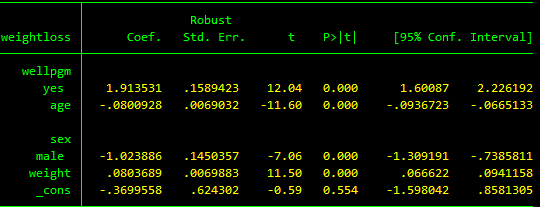 Robust
weightloss Coef. Std. Err. t P>|t| [95% Conf. Interval]
wellpgm
yes 1.913531 .1589423 12.04 0.000 1.60087 2.226192
age -.0800928 .0069032 -11.60 0.000 -.0936723 -.0665133
sex
male -1.023886 .1450357 -7.06 0.000 -1.309191 -.7385811
weight .0803689 .0069883 11.50 0.000 .066622 .0941158
_cons -.3699558 .624302 -0.59 0.554 -1.598042 .8581305